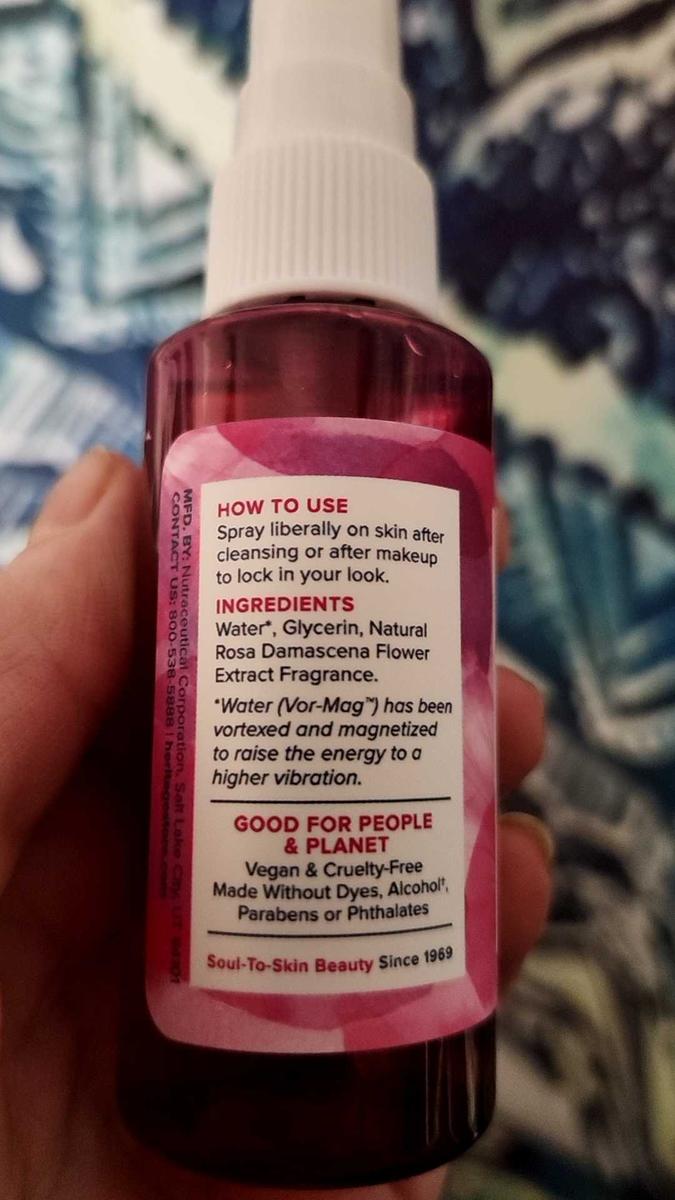 HOW TO USE
Spray liberally on skin after
cleansing or after makeup
to lock in your look.
INGREDIENTS
Water*, Glycerin, Natural
Rosa Damascena Flower
Extract Fragrance.
*Water (Vor-Mag™) has been
vortexed and magnetized
to raise the energy to a
higher vibration.
GOOD FOR PEOPLE
& PLANET
Vegan & Cruelty-Free
Made Without Dyes, Alcohol†,
Parabens or Phthalates
Soul-To-Skin Beauty Since 1969
MFD. BY: Nutraceutical Corporation, Salt Lake City, UT 84101
CONTACT US: 800-538-5888 | heritagestore.com